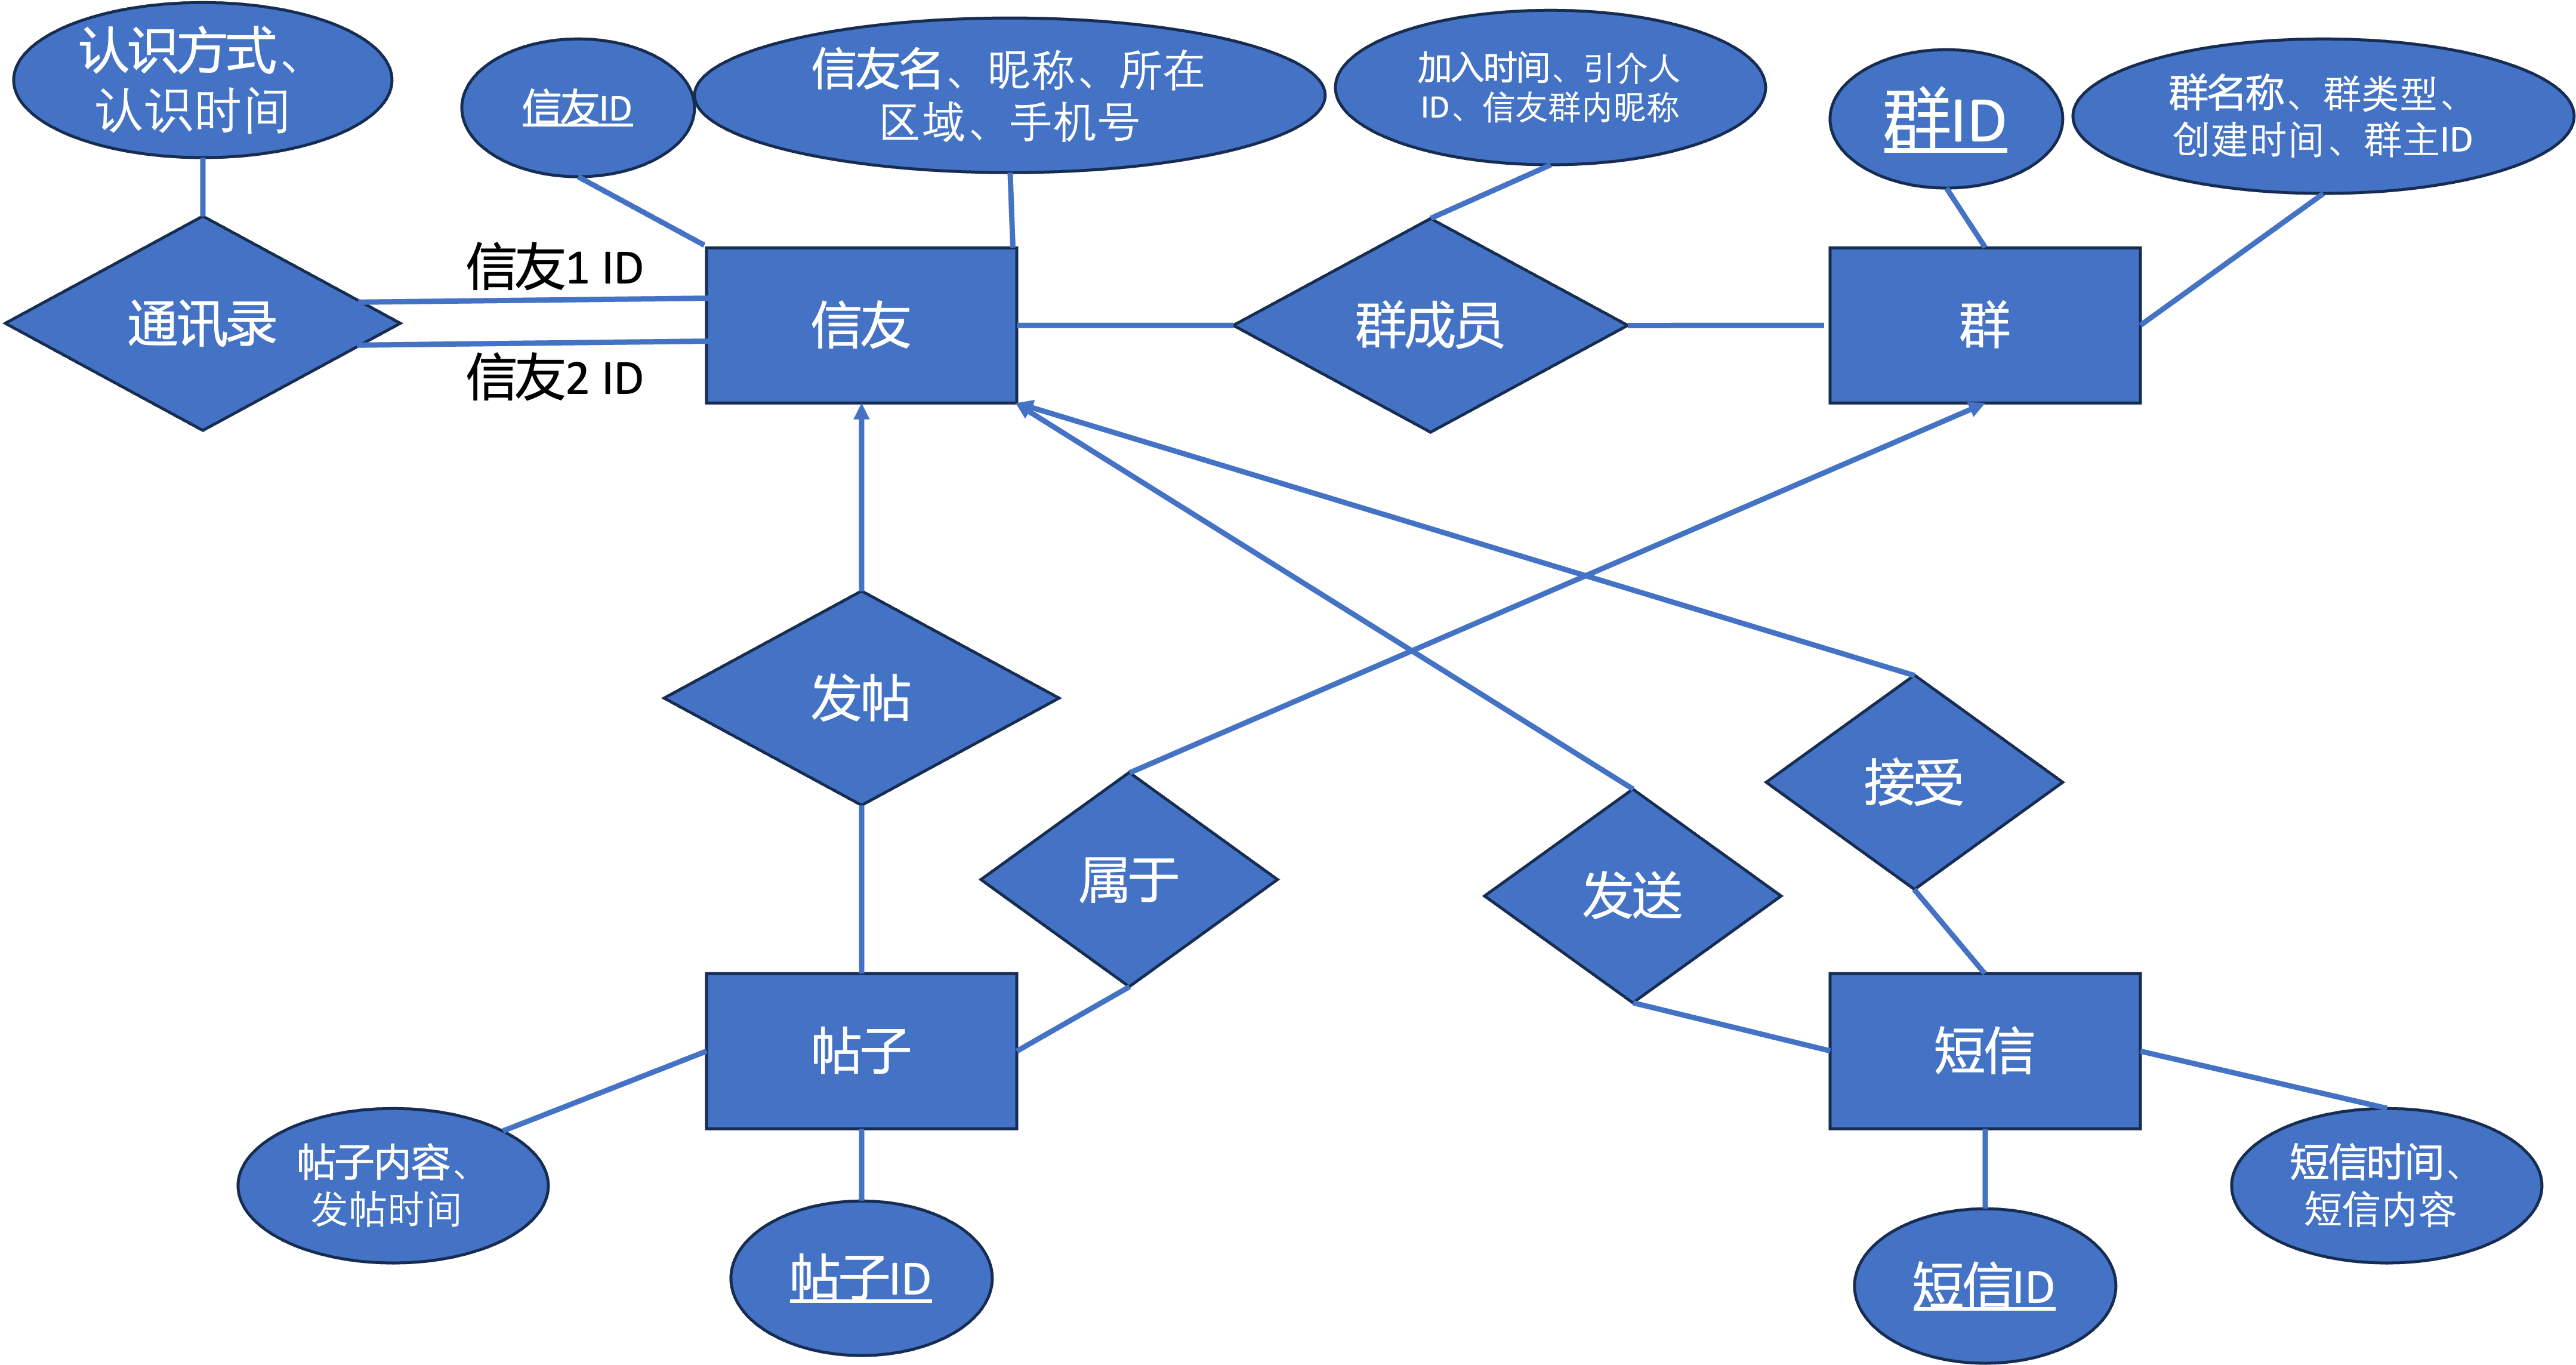 认识方式、
认识时间
信友ID
信友名、昵称、所在
区域、手机号
加入时间、引介人
ID、信友群内昵称
群ID
群名称、群类型、
创建时间、群主ID
通讯录
信友1 ID
信友2 ID
信友
群成员
群
发帖
接受
属于
发送
帖子
短信
帖子内容、
发帖时间
帖子ID
短信ID
短信时间、
短信内容